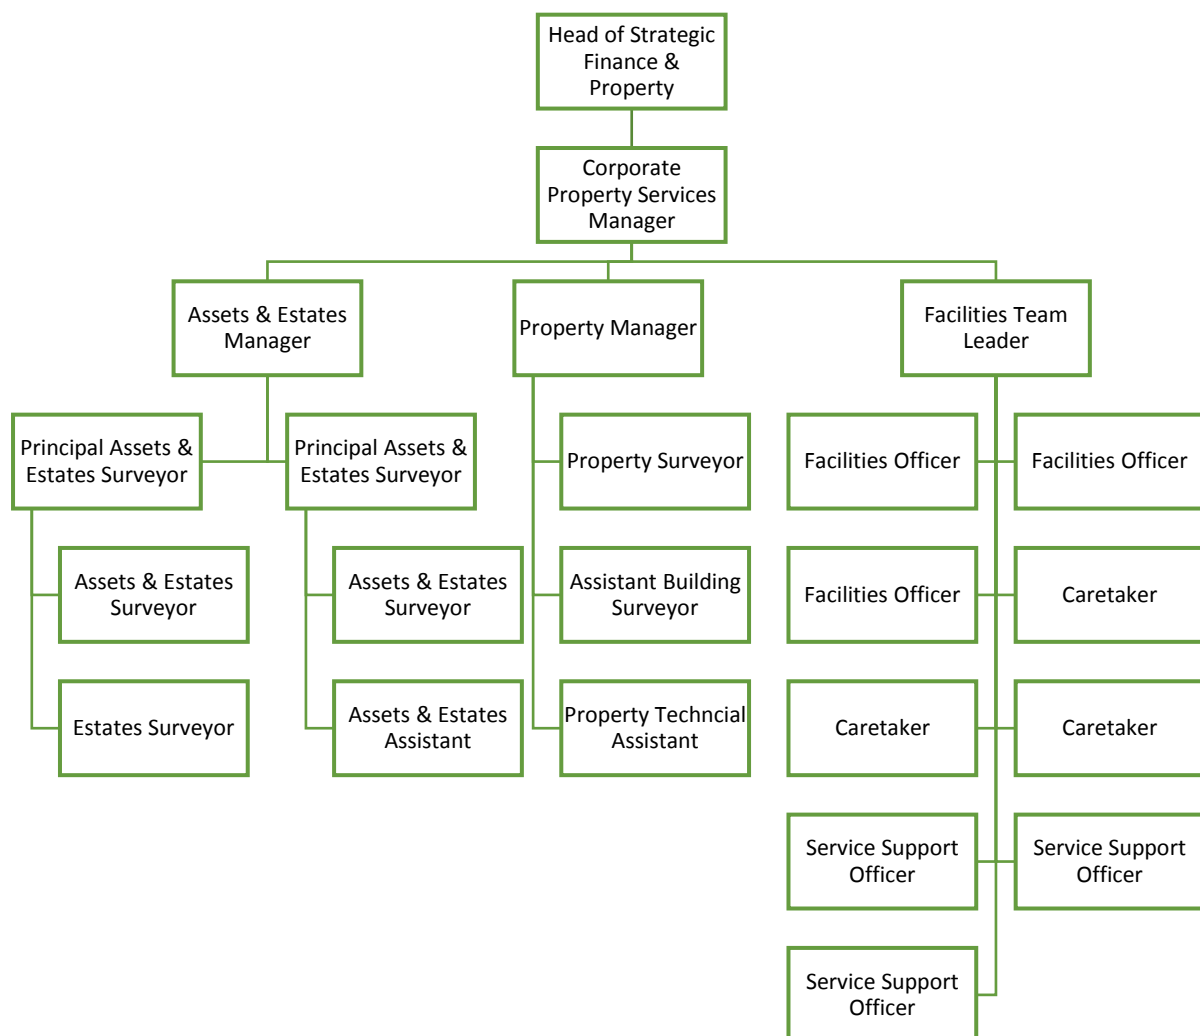 Head of Strategic
Finance &
Property
Corporate
Property Services
Manager
Assets & Estates
Manager
Property Manager
Facilities Team
Leader
Principal Assets &
Estates Surveyor
Principal Assets &
Estates Surveyor
Property Surveyor
Facilities Officer
Facilities Officer
Assets & Estates
Surveyor
Assets & Estates
Surveyor
Assistant Building
Surveyor
Facilities Officer
Caretaker
Estates Surveyor
Assets & Estates
Assistant
Property Techncial
Assistant
Caretaker
Caretaker
Service Support
Officer
Service Support
Officer
Service Support
Officer